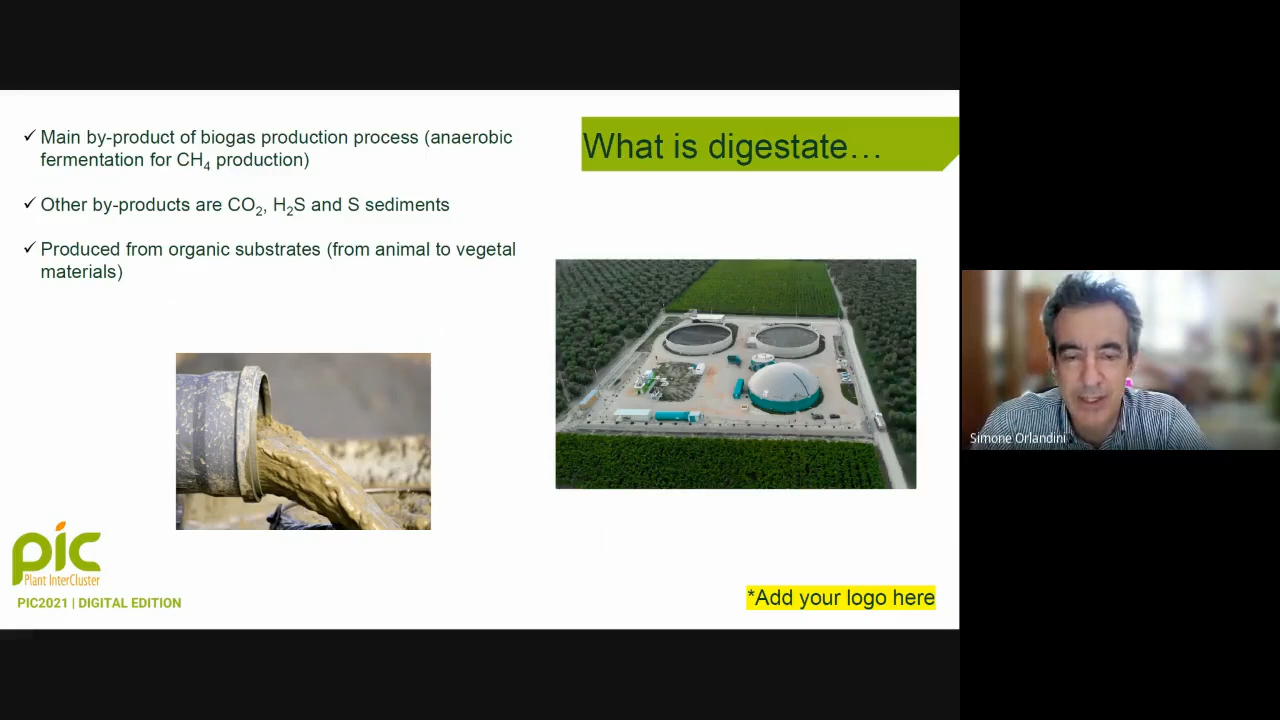 ✓ Main by-product of biogas production process (anaerobic
fermentation for CH4 production)
✓ Other by-products are CO2, H2S and S sediments
✓ Produced from organic substrates (from animal to vegetal
materials)
What is digestate…
pic
Plant InterCluster
PIC2021 | DIGITAL EDITION
*Add your logo here
Simone Orlandini